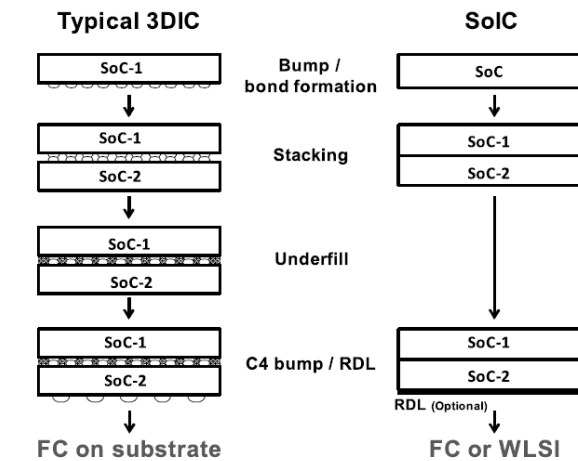 Typical 3DIC
SoIC
SoC-1
Bump /
bond formation
SoC
SoC-1
SoC-2
Stacking
SoC-1
SoC-2
SoC-1
SoC-2
Underfill
SoC-1
SoC-2
C4 bump / RDL
SoC-1
SoC-2
RDL (Optional)
FC on substrate
FC or WLSI